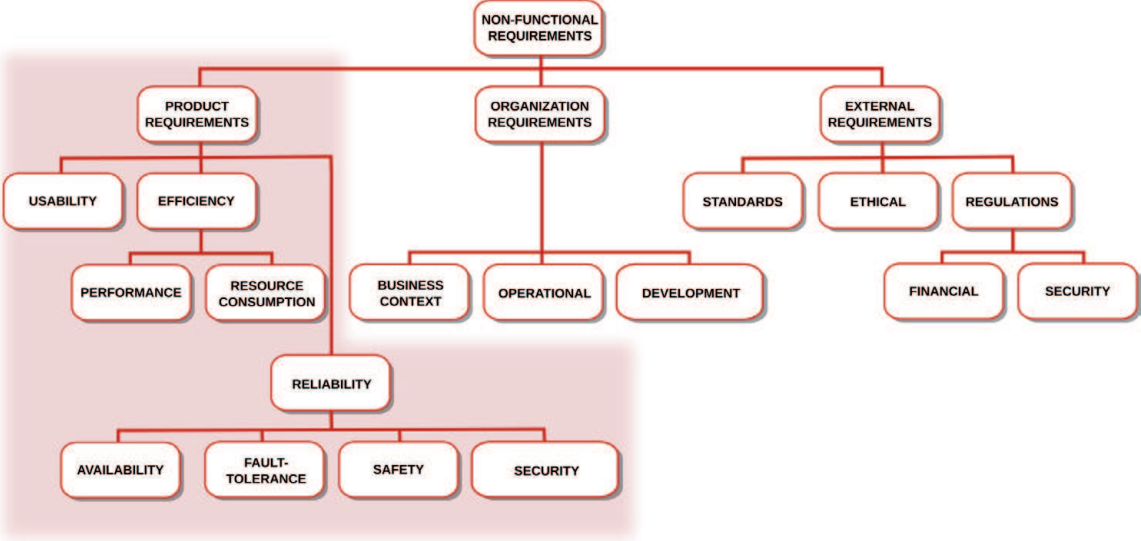 NON-FUNCTIONAL
REQUIREMENTS
PRODUCT
REQUIREMENTS
ORGANIZATION
REQUIREMENTS
EXTERNAL
REQUIREMENTS
USABILITY
EFFICIENCY
STANDARDS
ETHICAL
REGULATIONS
PERFORMANCE
RESOURCE
CONSUMPTION
BUSINESS
CONTEXT
OPERATIONAL
DEVELOPMENT
FINANCIAL
SECURITY
RELIABILITY
AVAILABILITY
FAULT-
TOLERANCE
SAFETY
SECURITY